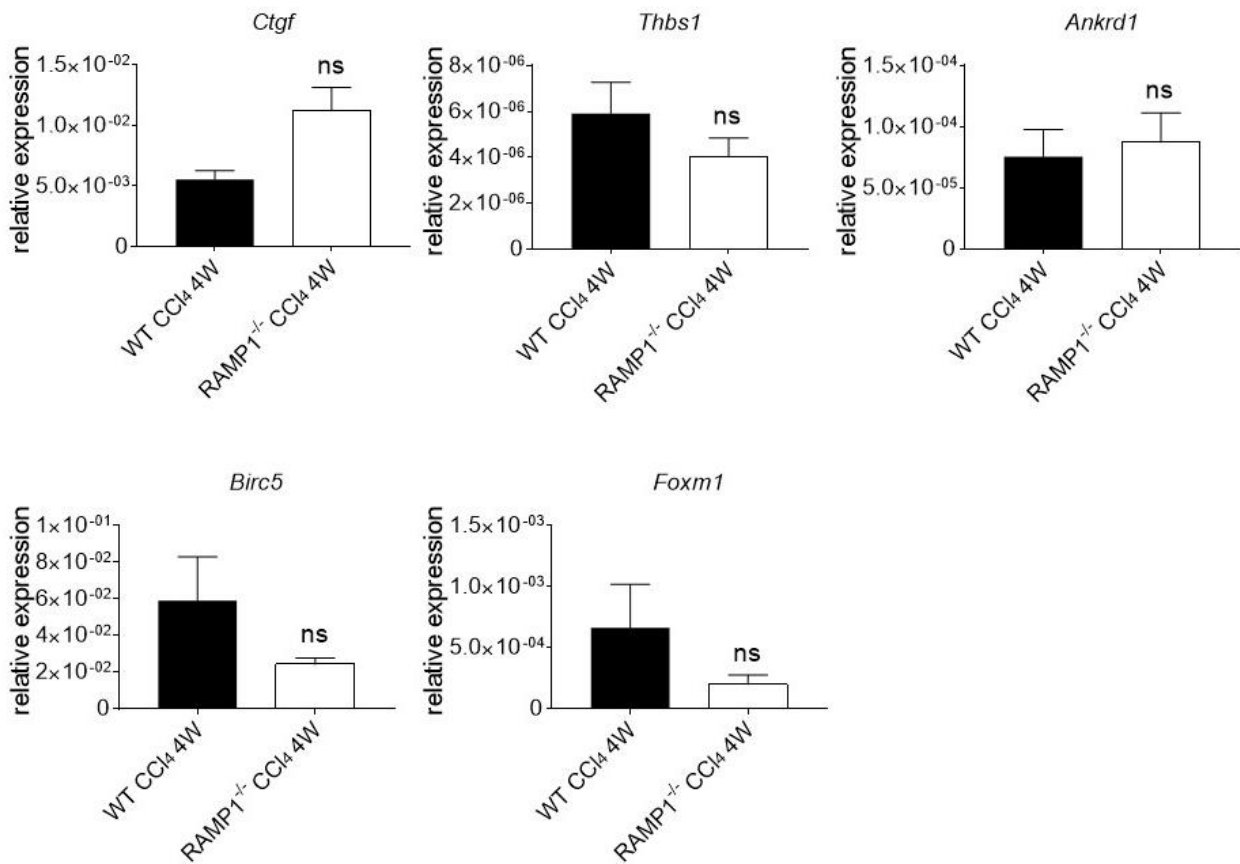 Ctgf
relative expression
1.5×10⁻⁰²
1.0×10⁻⁰²
5.0×10⁻⁰³
0
ns
WT CCl₄ 4W
RAMP1⁻/⁻ CCl₄ 4W
Thbs1
relative expression
8×10⁻⁰⁶
6×10⁻⁰⁶
4×10⁻⁰⁶
2×10⁻⁰⁶
0
ns
WT CCl₄ 4W
RAMP1⁻/⁻ CCl₄ 4W
Ankrd1
relative expression
1.5×10⁻⁰⁴
1.0×10⁻⁰⁴
5.0×10⁻⁰⁵
0
ns
WT CCl₄ 4W
RAMP1⁻/⁻ CCl₄ 4W
Birc5
relative expression
1×10⁻⁰¹
8×10⁻⁰²
6×10⁻⁰²
4×10⁻⁰²
2×10⁻⁰²
0
ns
WT CCl₄ 4W
RAMP1⁻/⁻ CCl₄ 4W
Foxm1
relative expression
1.5×10⁻⁰³
1.0×10⁻⁰³
5.0×10⁻⁰⁴
0
ns
WT CCl₄ 4W
RAMP1⁻/⁻ CCl₄ 4W